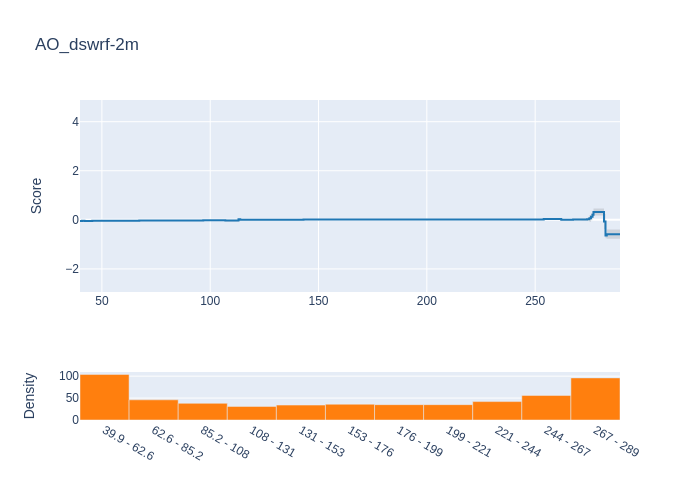 AO_dswrf-2m
Score
4
2
0
−2
50
100
150
200
250
Density
100
50
0
39.9 - 62.6
62.6 - 85.2
85.2 - 108
108 - 131
131 - 153
153 - 176
176 - 199
199 - 221
221 - 244
244 - 267
267 - 289